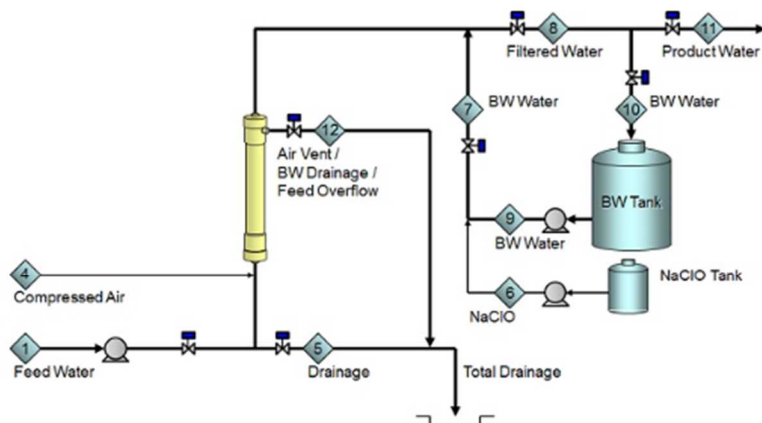 8
Filtered Water
11
Product Water
7
BW Water
10
BW Water
12
Air Vent /
BW Drainage /
Feed Overflow
BW Tank
9
BW Water
4
Compressed Air
NaClO Tank
6
NaClO
1
Feed Water
5
Drainage
Total Drainage